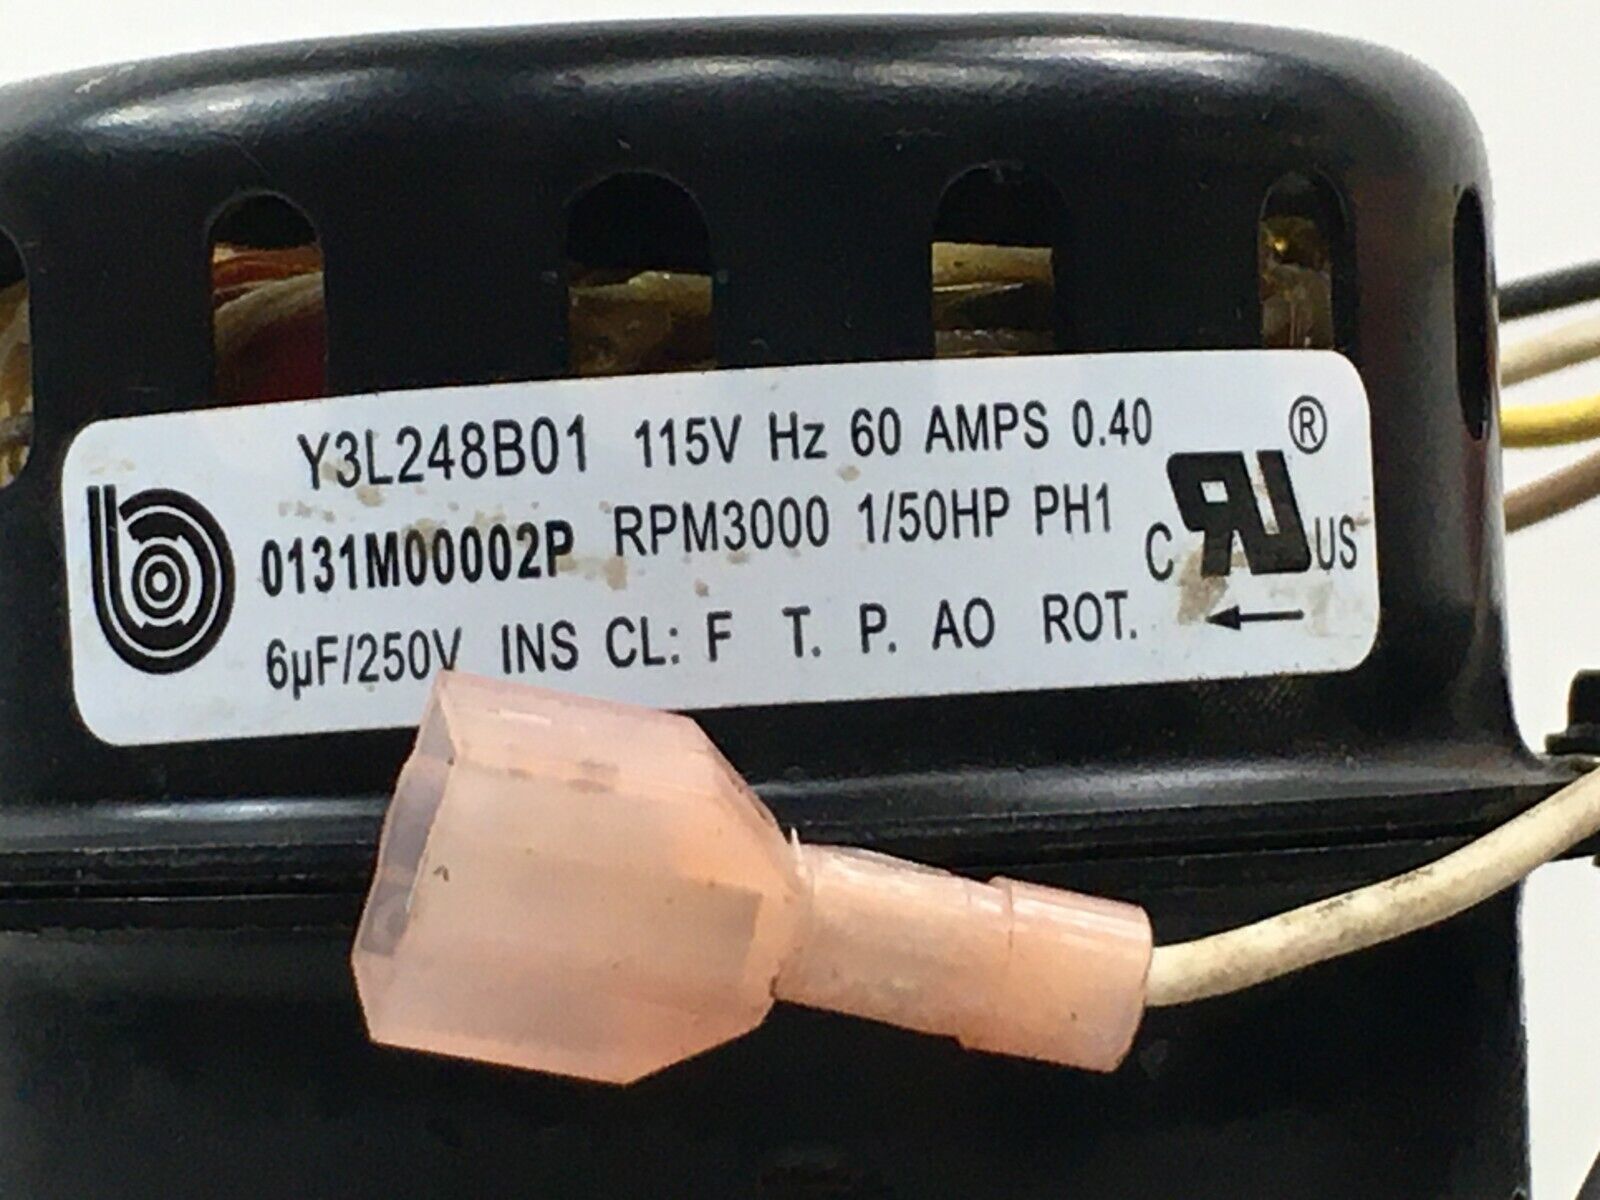 Y3L248B01 115V Hz 60 AMPS 0.40
0131M00002P RPM3000 1/50HP PH1
6µF/250V INS CL: F T. P. AO ROT.
C RU US ®